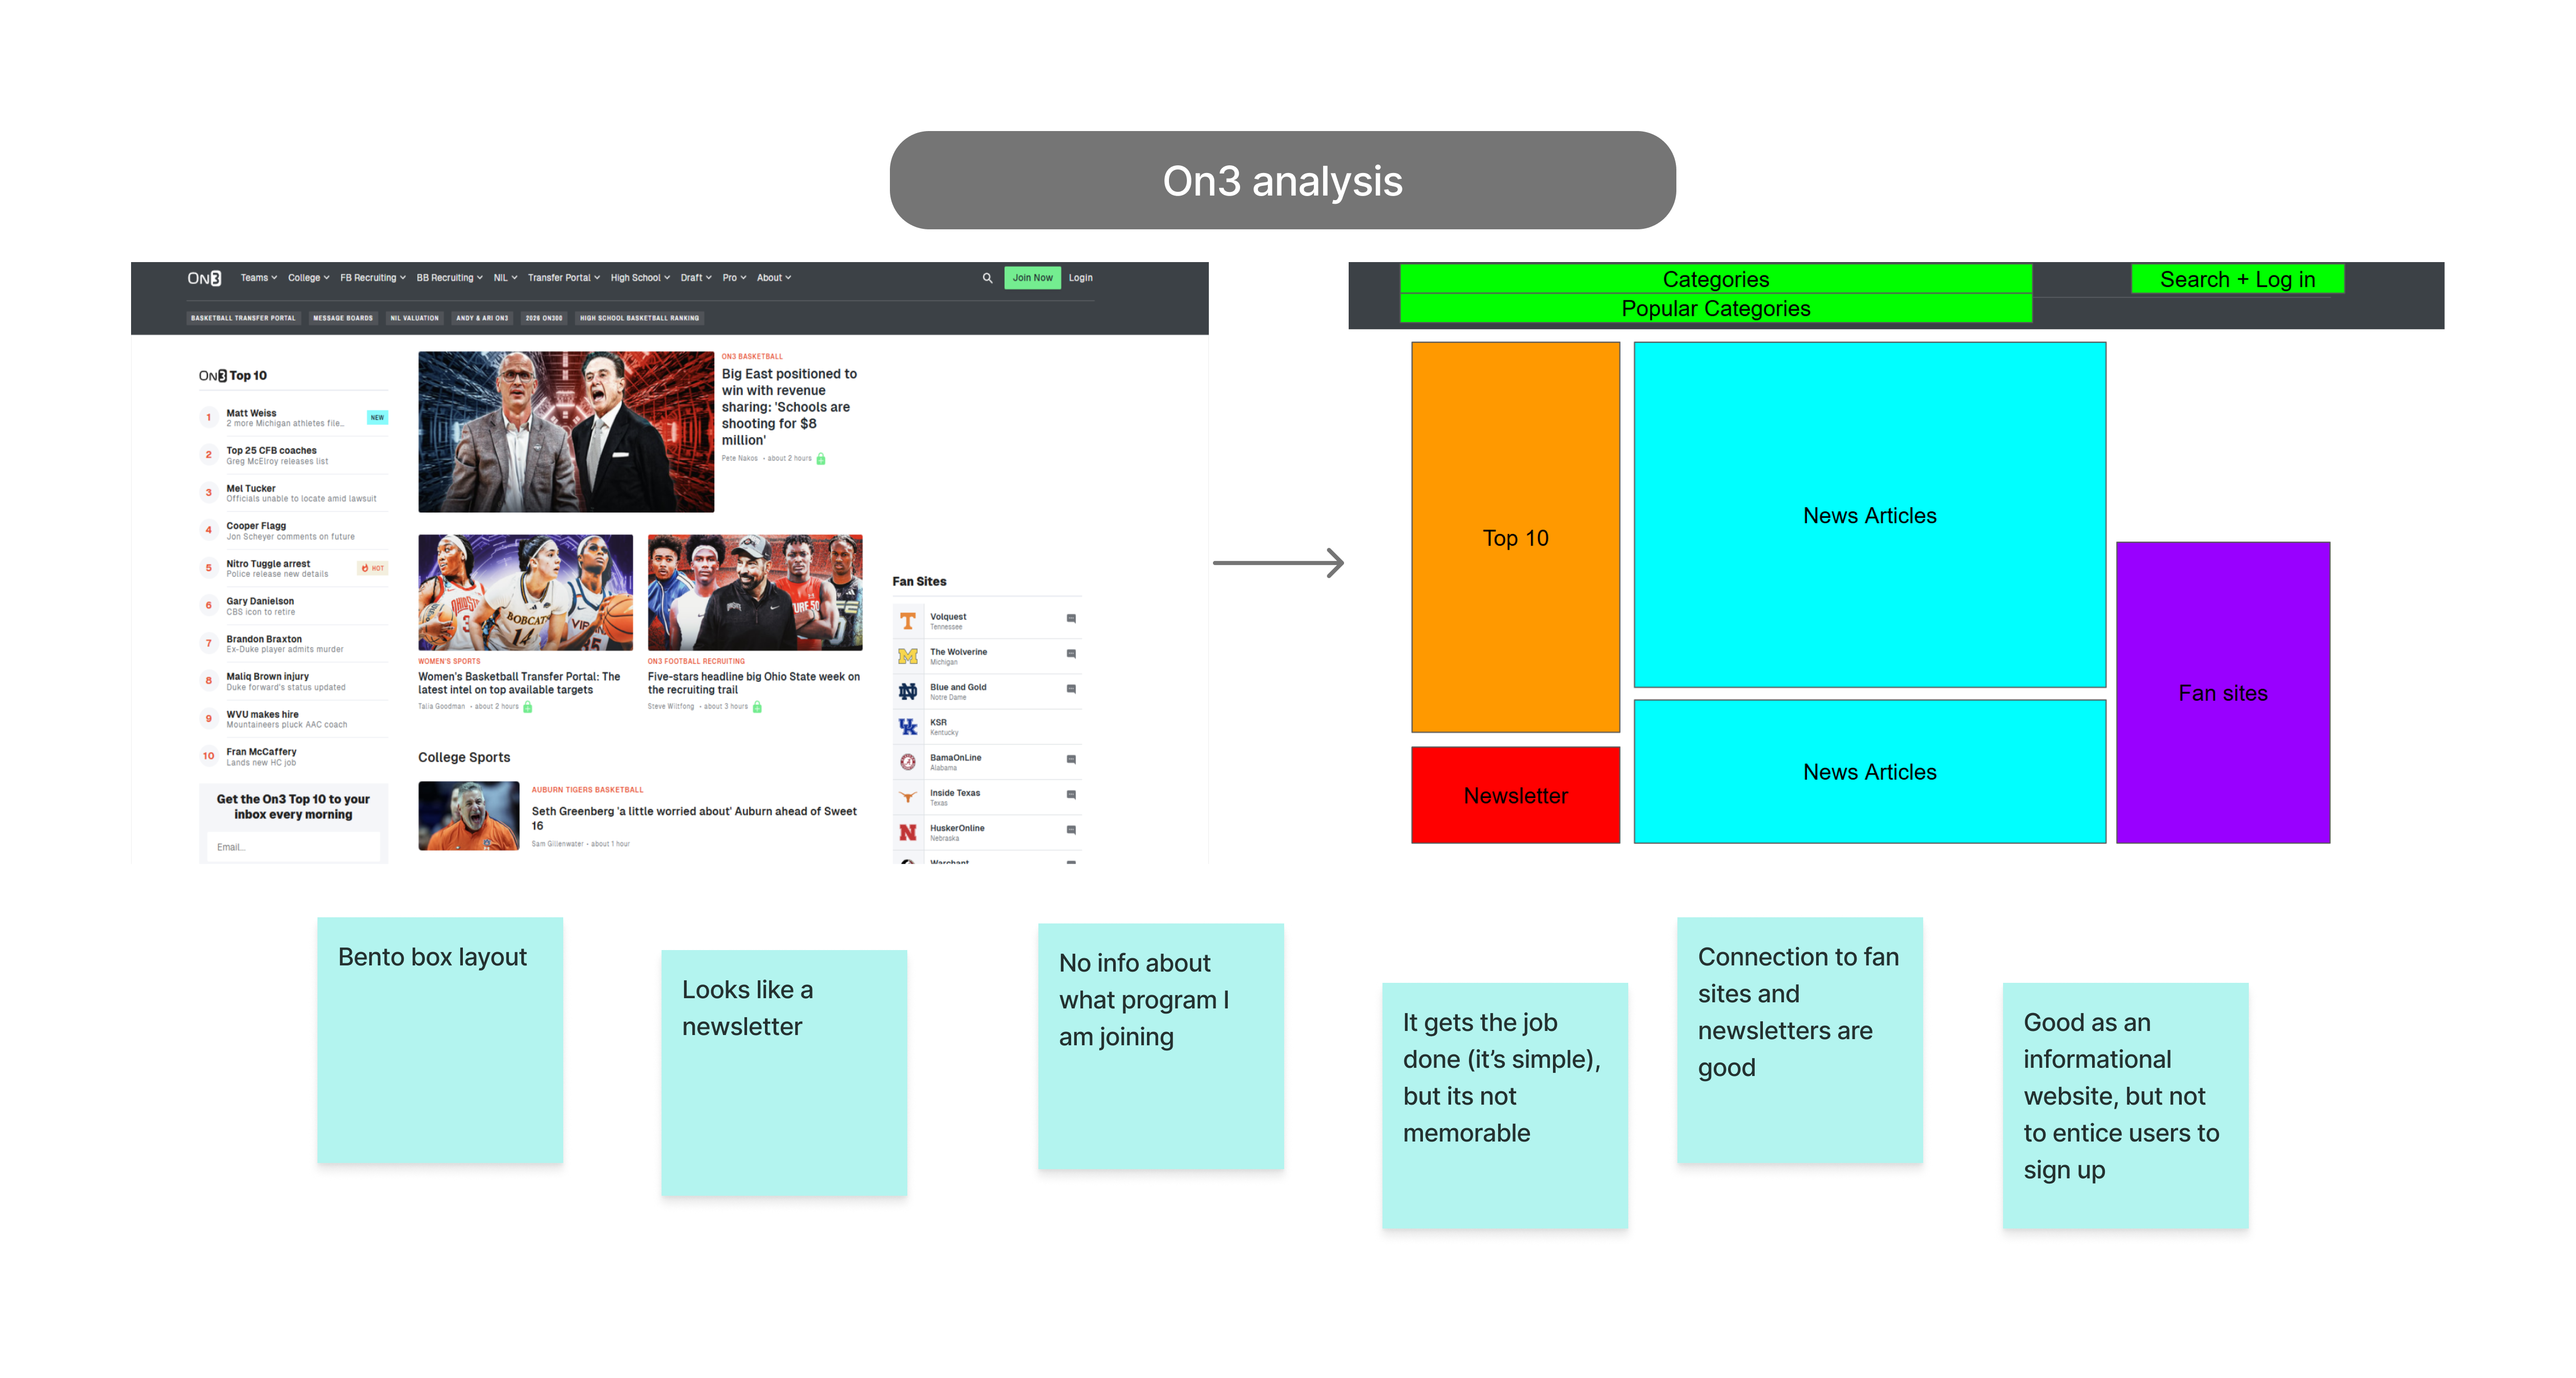 On3 analysis
ON3 Teams College FB Recruiting BB Recruiting NIL Transfer Portal High School Draft Pro About Join Now Login
BASKETBALL TRANSFER PORTAL MESSAGE BOARDS NIL VALUATION ANDY & ARI ON3 2026 ON300 HIGH SCHOOL BASKETBALL RANKING
ON3 Top 10
1 Matt Weiss NEW
2 more Michigan athletes file...
2 Top 25 CFB coaches
Greg McElroy releases list
3 Mel Tucker
Officials unable to locate amid lawsuit
4 Cooper Flagg
Jon Scheyer comments on future
5 Nitro Tuggle arrest HOT
Police release new details
6 Gary Danielson
CBS icon to retire
7 Brandon Braxton
Ex-Duke player admits murder
8 Maliq Brown injury
Duke forward's status updated
9 WVU makes hire
Mountaineers pluck AAC coach
10 Fran McCaffery
Lands new HC job
Get the On3 Top 10 to your
inbox every morning
Email...
ON3 BASKETBALL
Big East positioned to
win with revenue
sharing: 'Schools are
shooting for $8
million'
Pete Nakos • about 2 hours
OHIO ST
3
BOBCATS
14
35
WOMEN'S SPORTS
Women's Basketball Transfer Portal: The
latest intel on top available targets
Talia Goodman • about 2 hours
ON3 FOOTBALL RECRUITING
Five-stars headline big Ohio State week on
the recruiting trail
Steve Wiltfong • about 3 hours
College Sports
AUBURN TIGERS BASKETBALL
Seth Greenberg 'a little worried about' Auburn ahead of Sweet
16
Sam Gillenwater • about 1 hour
Fan Sites
Volquest
Tennessee
The Wolverine
Michigan
Blue and Gold
Notre Dame
KSR
Kentucky
BamaOnLine
Alabama
Inside Texas
Texas
HuskerOnline
Nebraska
Warchant
Categories
Popular Categories
Search + Log in
Top 10
News Articles
Newsletter
News Articles
Fan sites
Bento box layout
Looks like a
newsletter
No info about
what program I
am joining
It gets the job
done (it's simple),
but its not
memorable
Connection to fan
sites and
newsletters are
good
Good as an
informational
website, but not
to entice users to
sign up